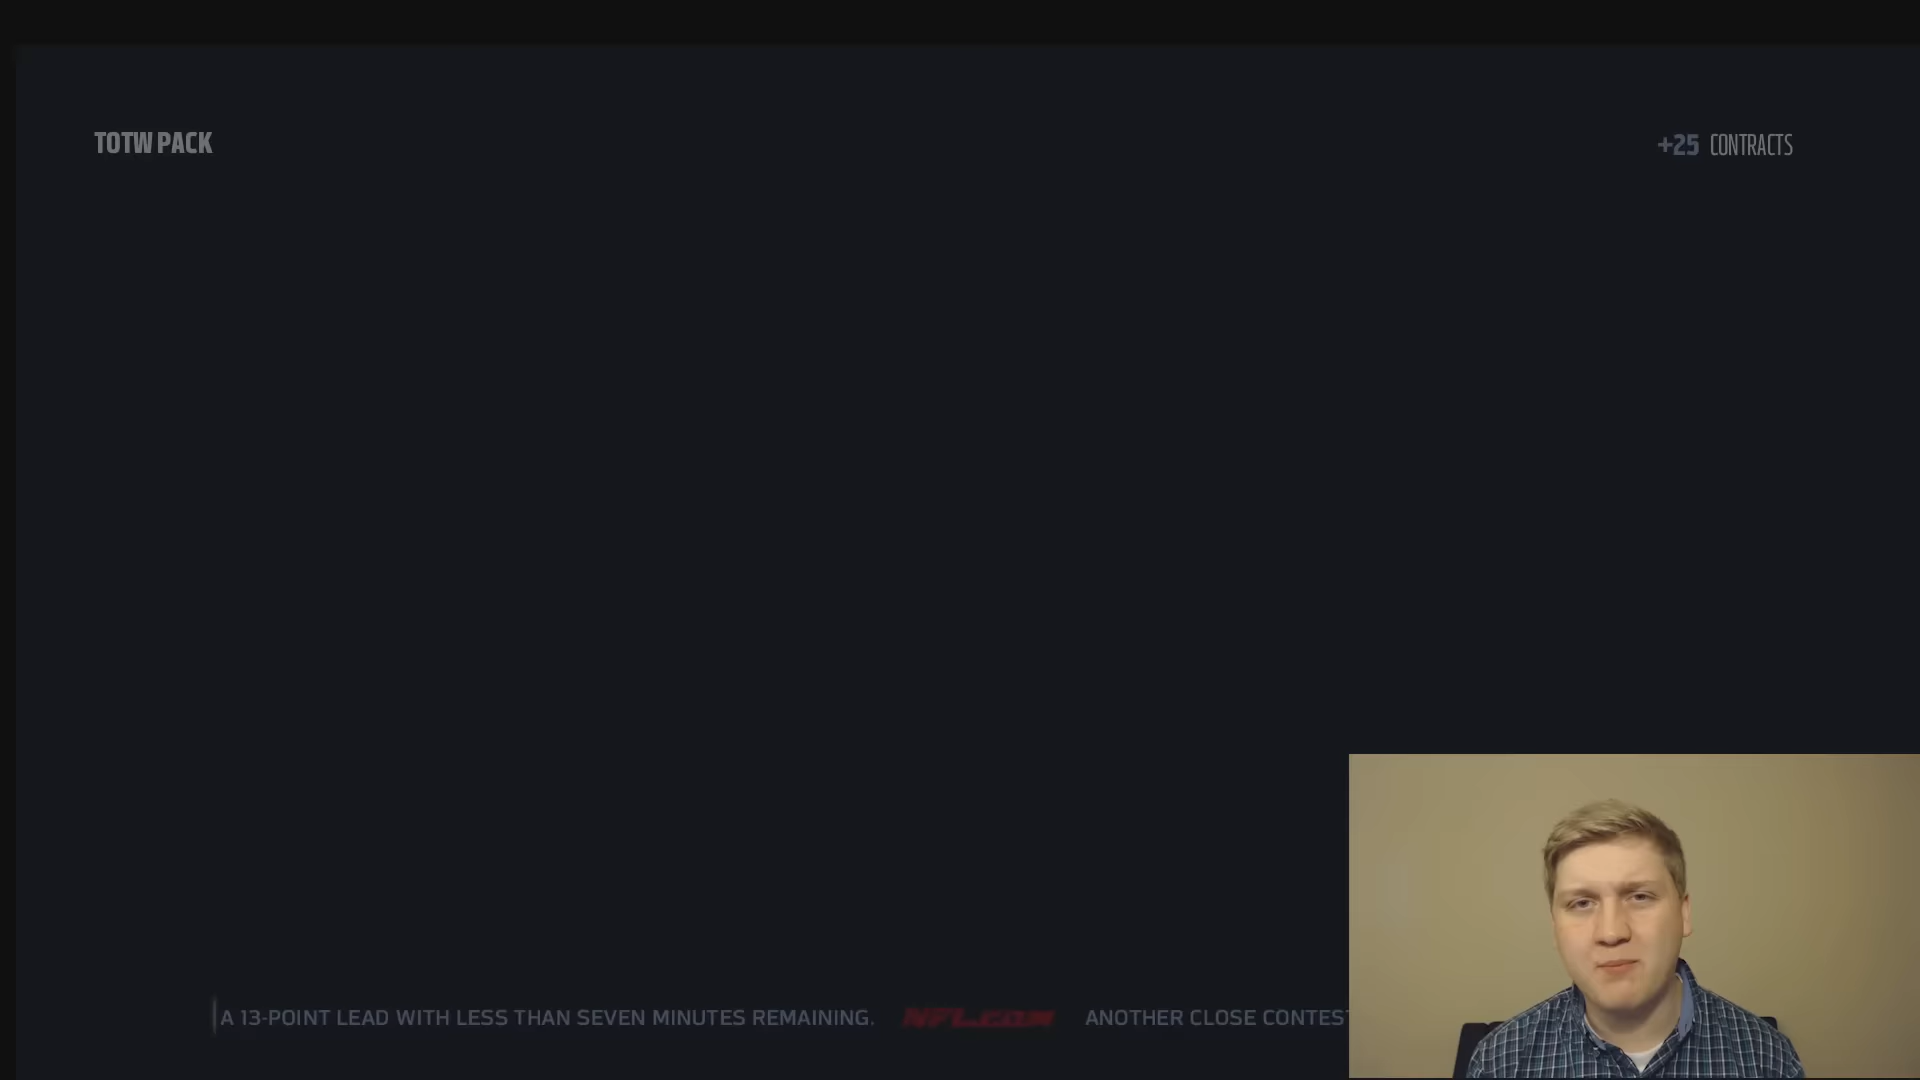 TOTW PACK
+25 CONTRACTS
A 13-POINT LEAD WITH LESS THAN SEVEN MINUTES REMAINING. NFL.com ANOTHER CLOSE CONTEST